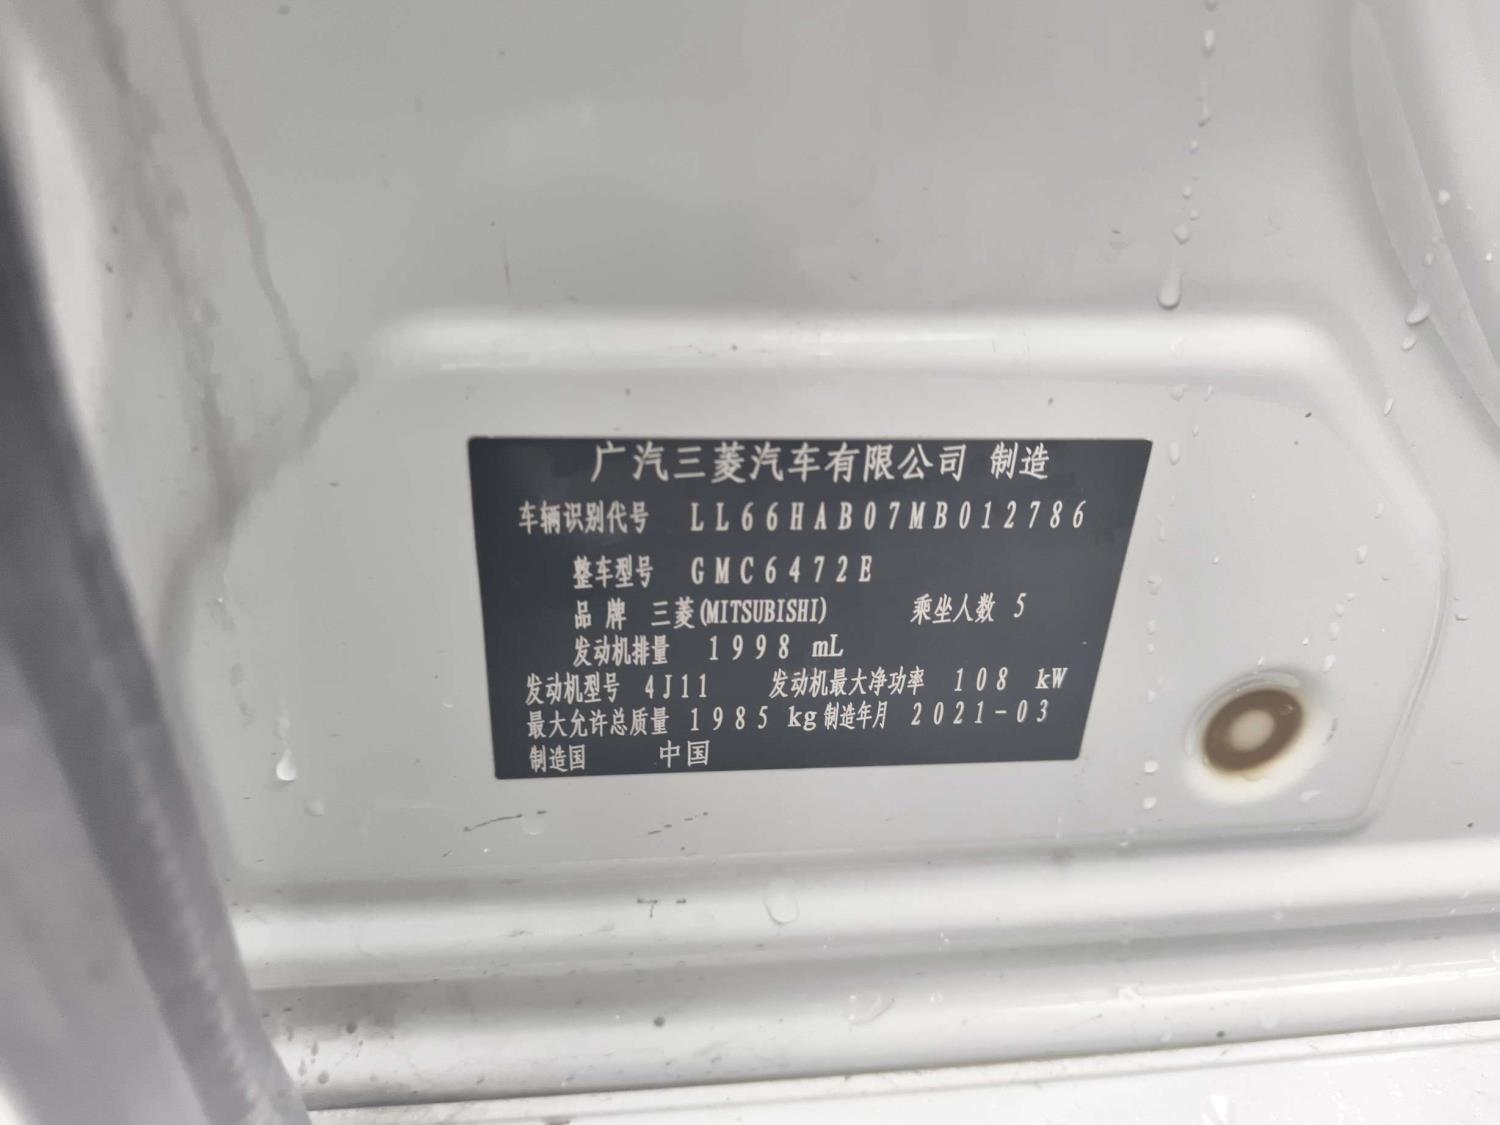 广汽三菱汽车有限公司 制造
车辆识别代号 LL66HAB07MB012786
整车型号 GMC6472E
品牌 三菱(MITSUBISHI) 乘坐人数 5
发动机排量 1998 mL
发动机型号 4J11 发动机最大净功率 108 kW
最大允许总质量 1985 kg 制造年月 2021-03
制造国 中国